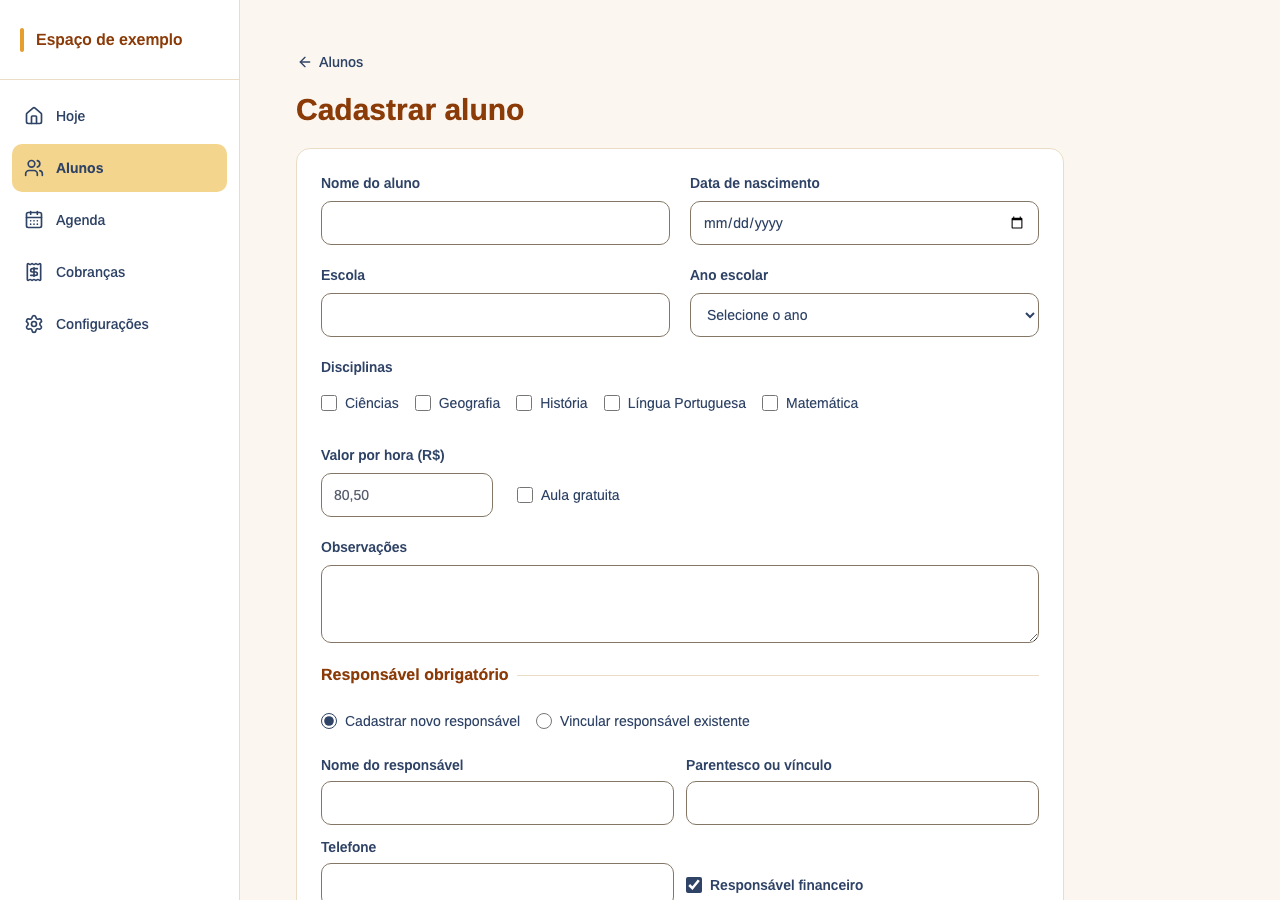 Espaço de exemplo
Hoje
Alunos
Agenda
Cobranças
Configurações
Alunos
Cadastrar aluno
Nome do aluno
Data de nascimento
mm/dd/yyyy
Escola
Ano escolar
Selecione o ano
Disciplinas
Ciências Geografia História Língua Portuguesa Matemática
Valor por hora (R$)
80,50
Aula gratuita
Observações
Responsável obrigatório
Cadastrar novo responsável Vincular responsável existente
Nome do responsável
Parentesco ou vínculo
Telefone
Responsável financeiro